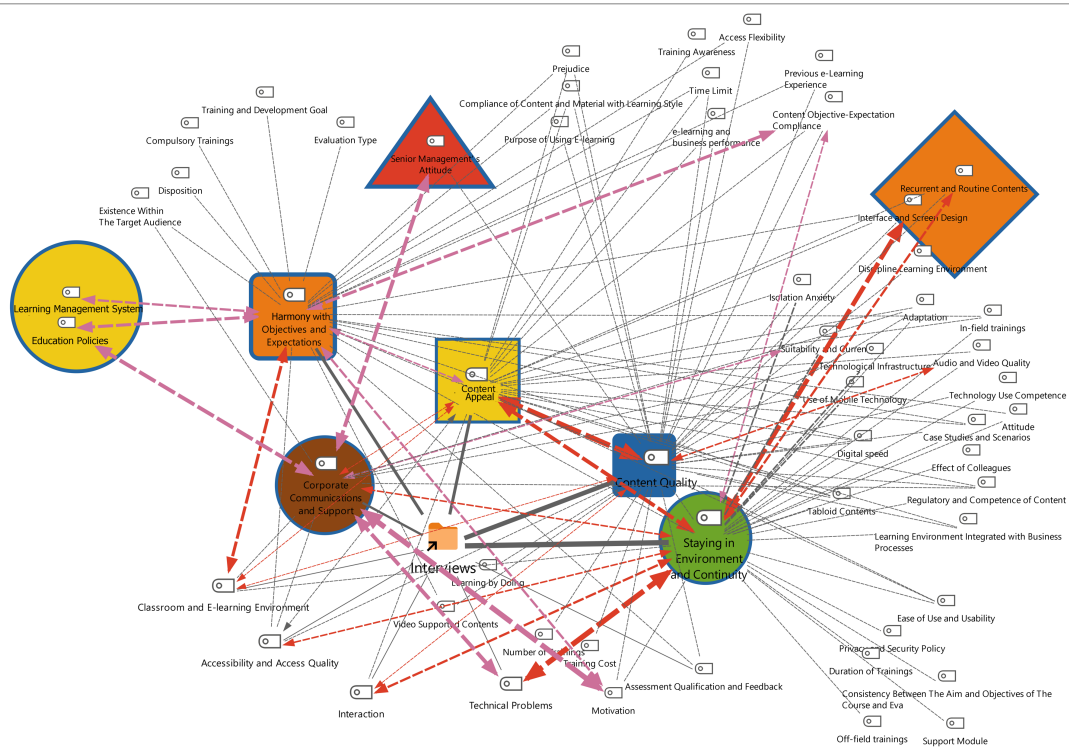 Access Flexibility
Training Awareness
Prejudice
Previous e-Learning
Experience
Time Limit
Training and Development Goal
Compliance of Content and Material with Learning Style
Content Objective-Expectation
Compliance
Compulsory Trainings
Evaluation Type
Purpose of Using E-learning
e-learning and
business performance
Senior Management's
Attitude
Disposition
Recurrent and Routine Contents
Existence Within
The Target Audience
Interface and Screen Design
Discipline Learning Environment
Isolation Anxiety
Learning Management System
Harmony with
Objectives and
Expectations
Adaptation
In-field trainings
Education Policies
Suitability and Current
Technological Infrastructure
Audio and Video Quality
Content
Appeal
Use of Mobile Technology
Technology Use Competence
Attitude
Case Studies and Scenarios
Digital speed
Effect of Colleagues
Content Quality
Corporate
Communications
and Support
Regulatory and Competence of Content
Tabloid Contents
Learning Environment Integrated with Business
Processes
Staying in
Environment
and Continuity
Interviews
Learning by Doing
Classroom and E-learning Environment
Ease of Use and Usability
Video Supported Contents
Privacy and Security Policy
Number of Trainings
Training Cost
Accessibility and Access Quality
Duration of Trainings
Assessment Qualification and Feedback
Consistency Between The Aim and Objectives of The
Course and Eva
Technical Problems
Motivation
Interaction
Off-field trainings
Support Module